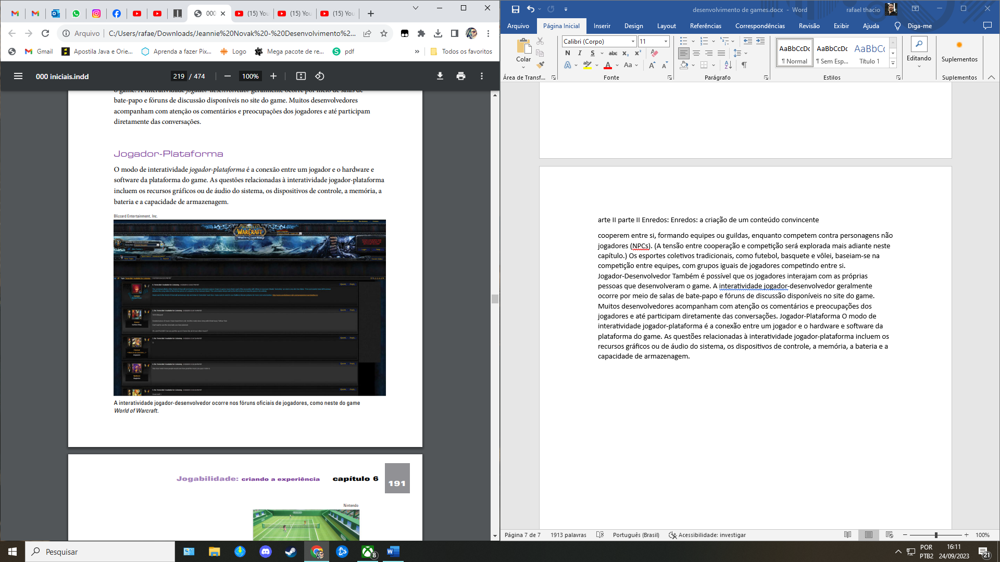 000
(15) You
(15) You
(15) You
Arquivo
C:/Users/rafae/Downloads/Jeannie%20Novak%20-%20Desenvolvimento%2...
Gmail
Apostila Java e Orie...
Aprenda a fazer Pix...
Logo
Mega pacote de re...
pdf
»
Todos os favoritos
000 iniciais.indd
219 / 474
100%
bate-papo e fóruns de discussão disponíveis no site do game. Muitos desenvolvedores
acompanham com atenção os comentários e preocupações dos jogadores e até participam
diretamente das conversações.
Jogador-Plataforma
O modo de interatividade jogador-plataforma é a conexão entre um jogador e o hardware e
software da plataforma do game. As questões relacionadas à interatividade jogador-plataforma
incluem os recursos gráficos ou de áudio do sistema, os dispositivos de controle, a memória, a
bateria e a capacidade de armazenagem.
Blizzard Entertainment, Inc.
WORLD
WARCRAFT
A interatividade jogador-desenvolvedor ocorre nos fóruns oficiais de jogadores, como neste do game
World of Warcraft.
Jogabilidade: criando a experiência capítulo 6
191
Nintendo
desenvolvimento de games.docx - Word
rafael thacio
Arquivo
Página Inicial
Inserir
Design
Layout
Referências
Correspondências
Revisão
Exibir
Ajuda
Diga-me
Colar
Área de Transf...
Calibri (Corpo)
11
N I S abc x₂ x²
A aby A Aa A A
Fonte
Parágrafo
AaBbCcDc
¶ Normal
AaBbCcDc
¶ Sem Esp...
AaBbCc
Título 1
Estilos
Editando
Suplementos
Suplementos
arte II parte II Enredos: Enredos: a criação de um conteúdo convincente
cooperem entre si, formando equipes ou guildas, enquanto competem contra personagens não
jogadores (NPCs). (A tensão entre cooperação e competição será explorada mais adiante neste
capítulo.) Os esportes coletivos tradicionais, como futebol, basquete e vôlei, baseiam-se na
competição entre equipes, com grupos iguais de jogadores competindo entre si.
Jogador-Desenvolvedor Também é possível que os jogadores interajam com as próprias
pessoas que desenvolveram o game. A interatividade jogador-desenvolvedor geralmente
ocorre por meio de salas de bate-papo e fóruns de discussão disponíveis no site do game.
Muitos desenvolvedores acompanham com atenção os comentários e preocupações dos
jogadores e até participam diretamente das conversações. Jogador-Plataforma O modo de
interatividade jogador-plataforma é a conexão entre um jogador e o hardware e software da
plataforma do game. As questões relacionadas à interatividade jogador-plataforma incluem os
recursos gráficos ou de áudio do sistema, os dispositivos de controle, a memória, a bateria e a
capacidade de armazenagem.
Página 7 de 7
1913 palavras
Português (Brasil)
Acessibilidade: investigar
100%
Pesquisar
8
POR
PTB2
16:11
24/09/2023
21